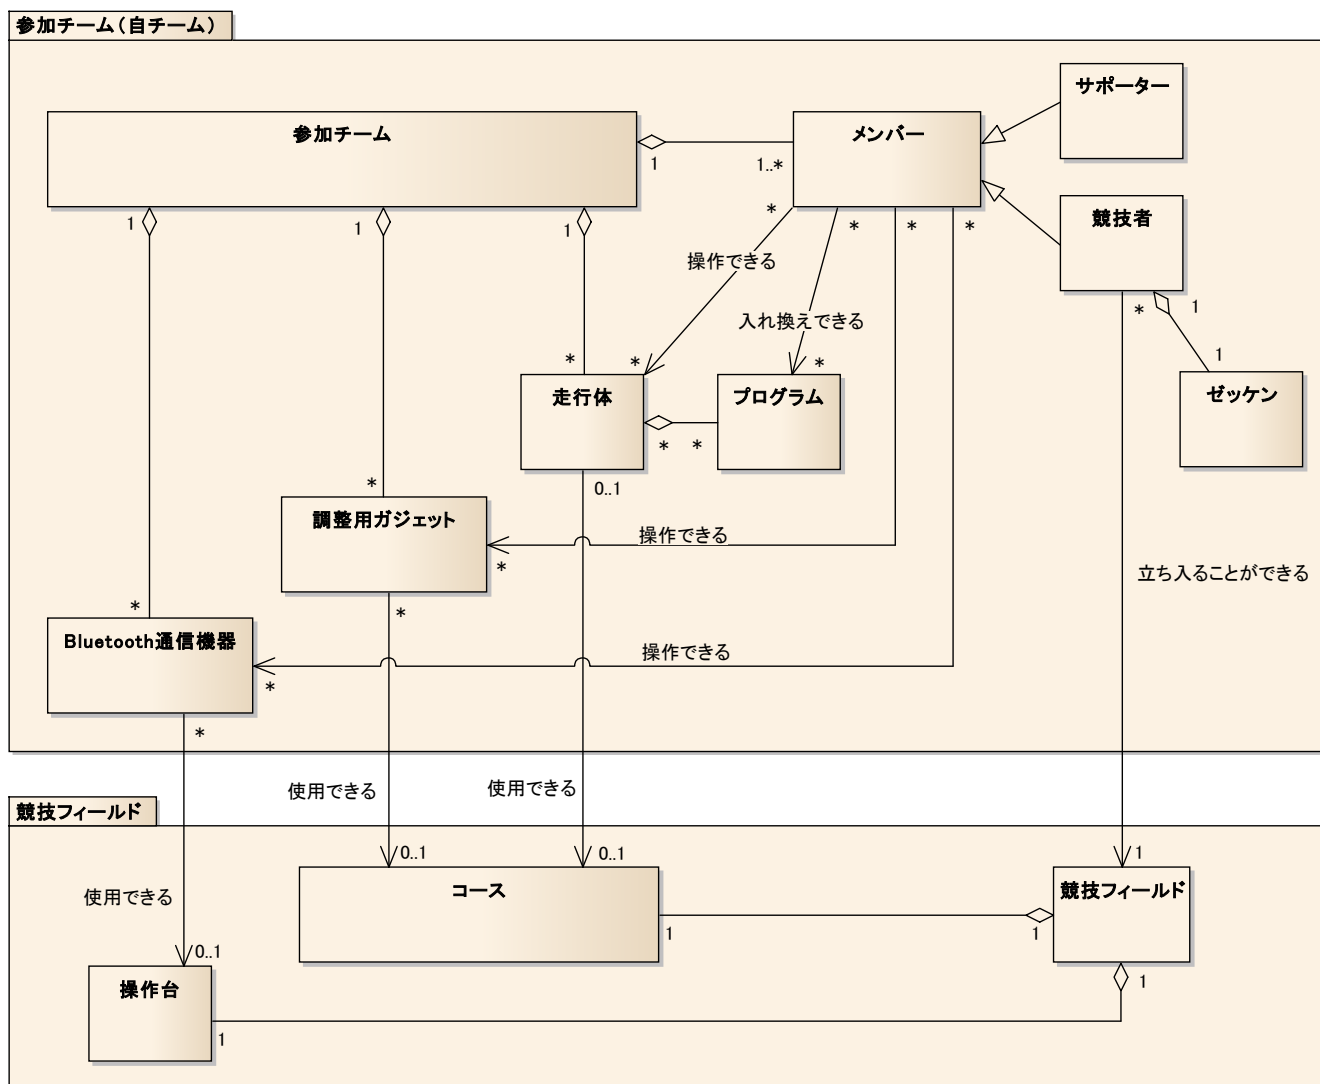 参加チーム（自チーム）
サポーター
参加チーム
メンバー
1
1..*
競技者
1
1
1
*
*
*
*
操作できる
入れ換えできる
*
1
*
*
*
1
走行体
プログラム
ゼッケン
*
*
*
0..1
調整用ガジェット
操作できる
*
立ち入ることができる
*
*
Bluetooth通信機器
操作できる
*
*
使用できる
使用できる
競技フィールド
0..1
0..1
1
コース
競技フィールド
使用できる
1
1
0..1
操作台
1
1